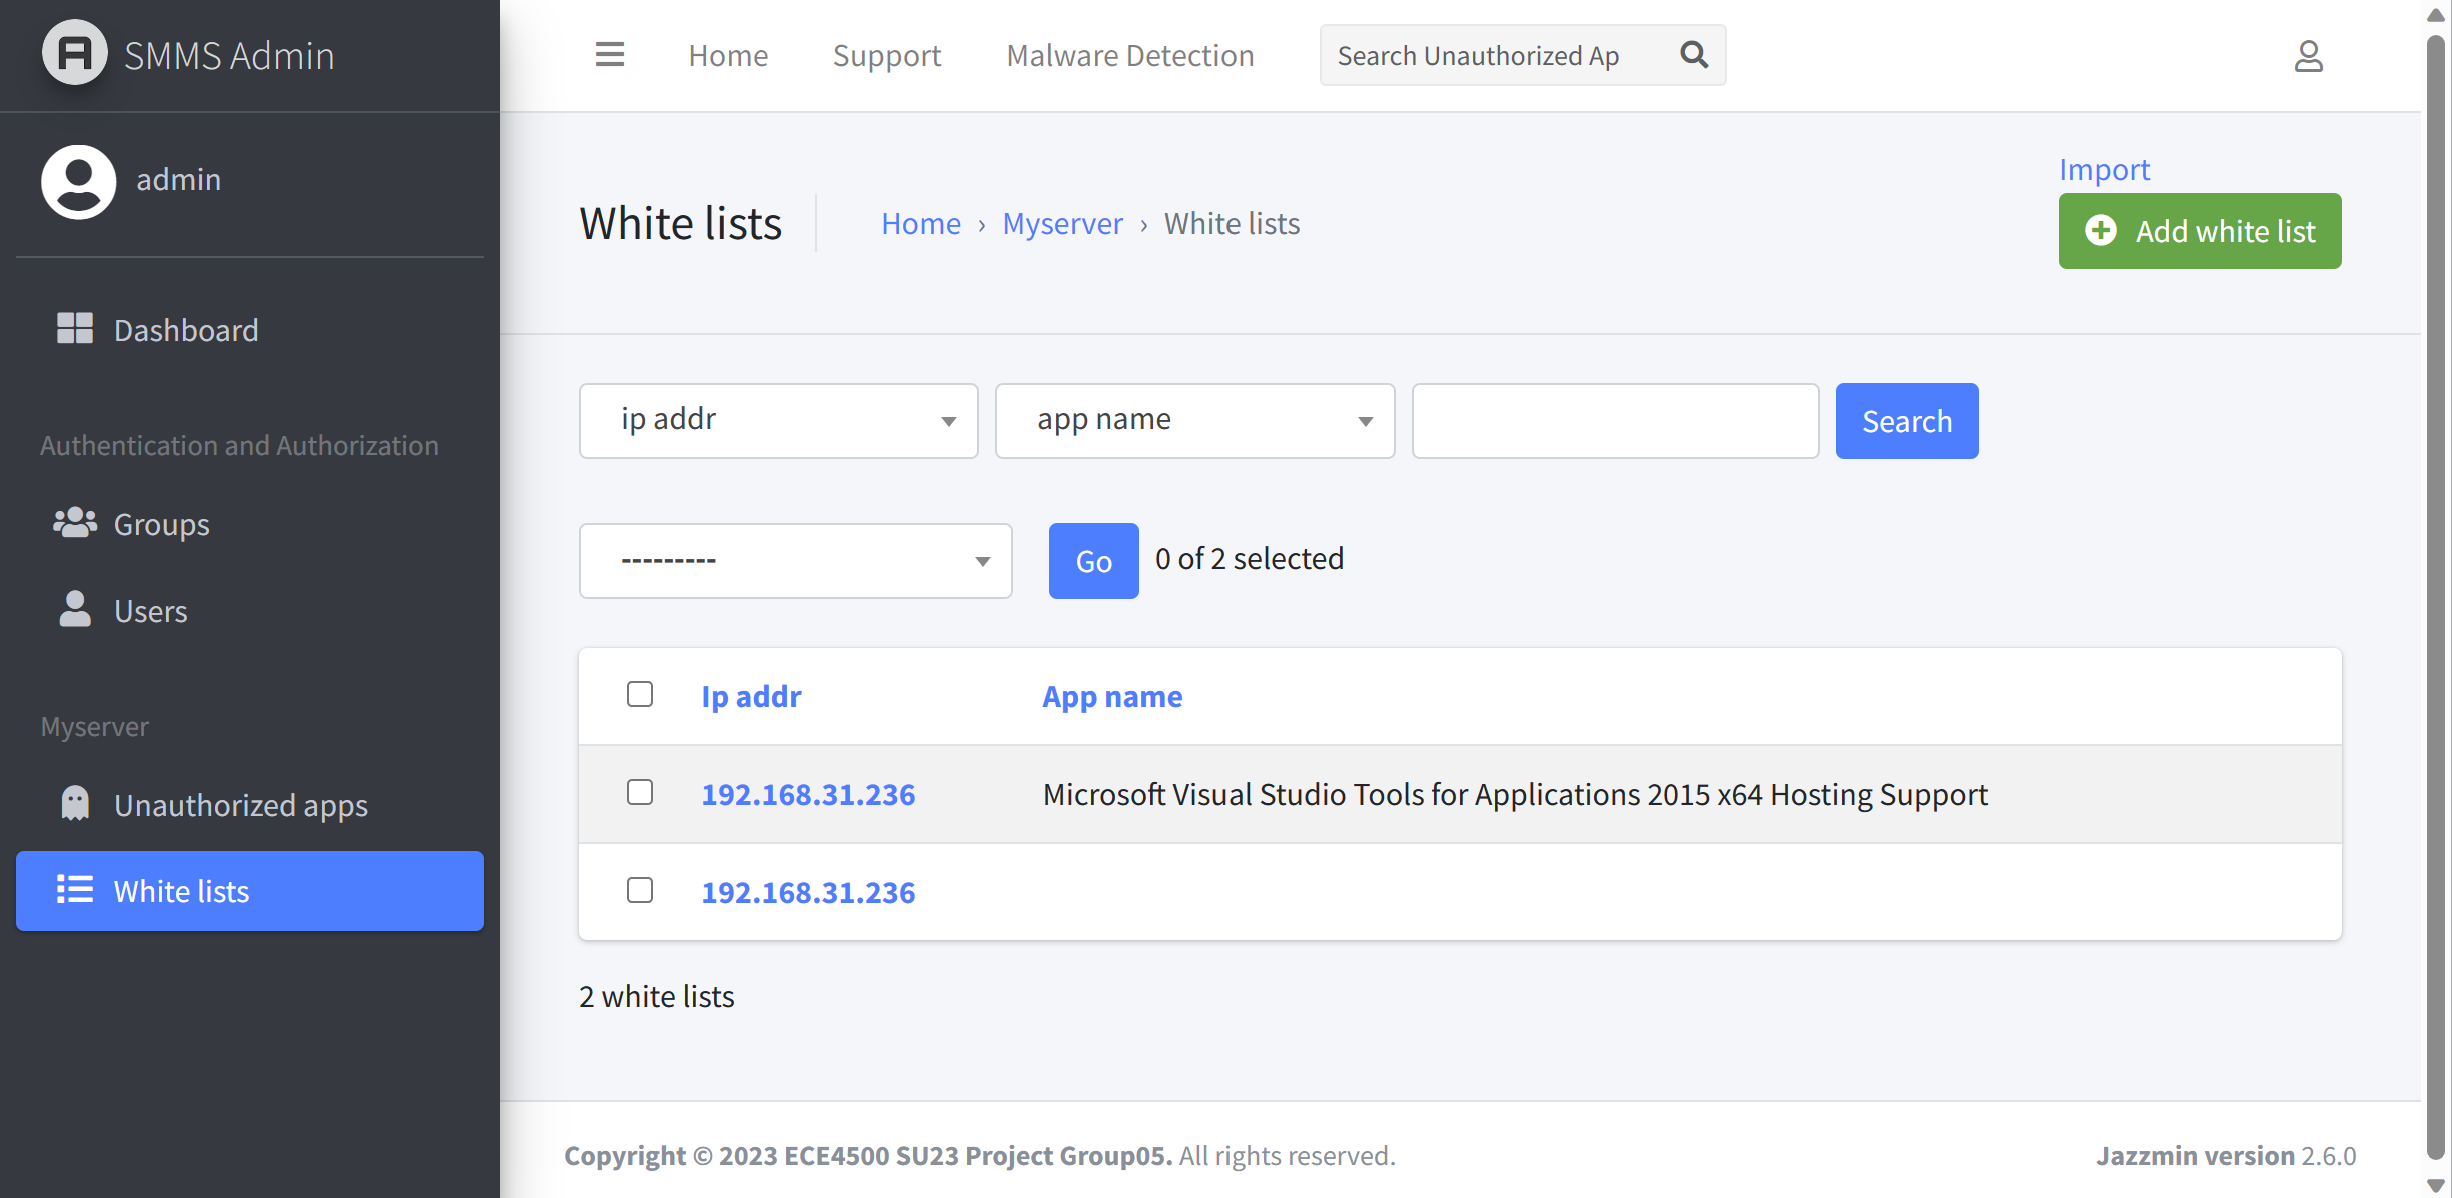 SMMS Admin
admin
Dashboard
Authentication and Authorization
Groups
Users
Myserver
Unauthorized apps
White lists
Home Support Malware Detection Search Unauthorized Ap
White lists Home › Myserver › White lists
Import
Add white list
ip addr app name Search
--------- Go 0 of 2 selected
Ip addr App name
192.168.31.236 Microsoft Visual Studio Tools for Applications 2015 x64 Hosting Support
192.168.31.236
2 white lists
Copyright © 2023 ECE4500 SU23 Project Group05. All rights reserved. Jazzmin version 2.6.0